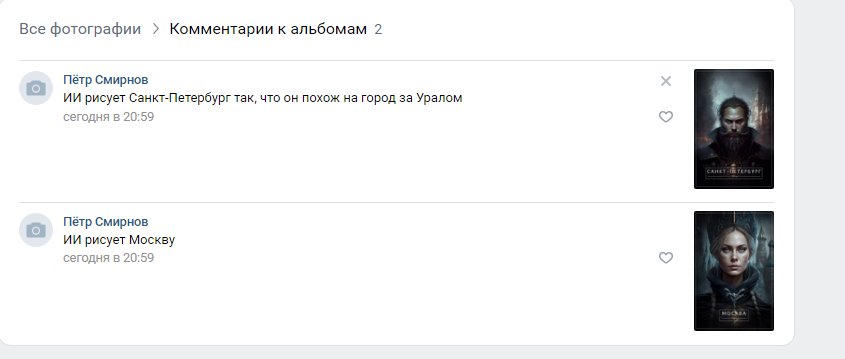 Все фотографии > Комментарии к альбомам 2
Пётр Смирнов
ИИ рисует Санкт-Петербург так, что он похож на город за Уралом
сегодня в 20:59
САНКТ-ПЕТЕРБУРГ
Пётр Смирнов
ИИ рисует Москву
сегодня в 20:59
МОСКВА